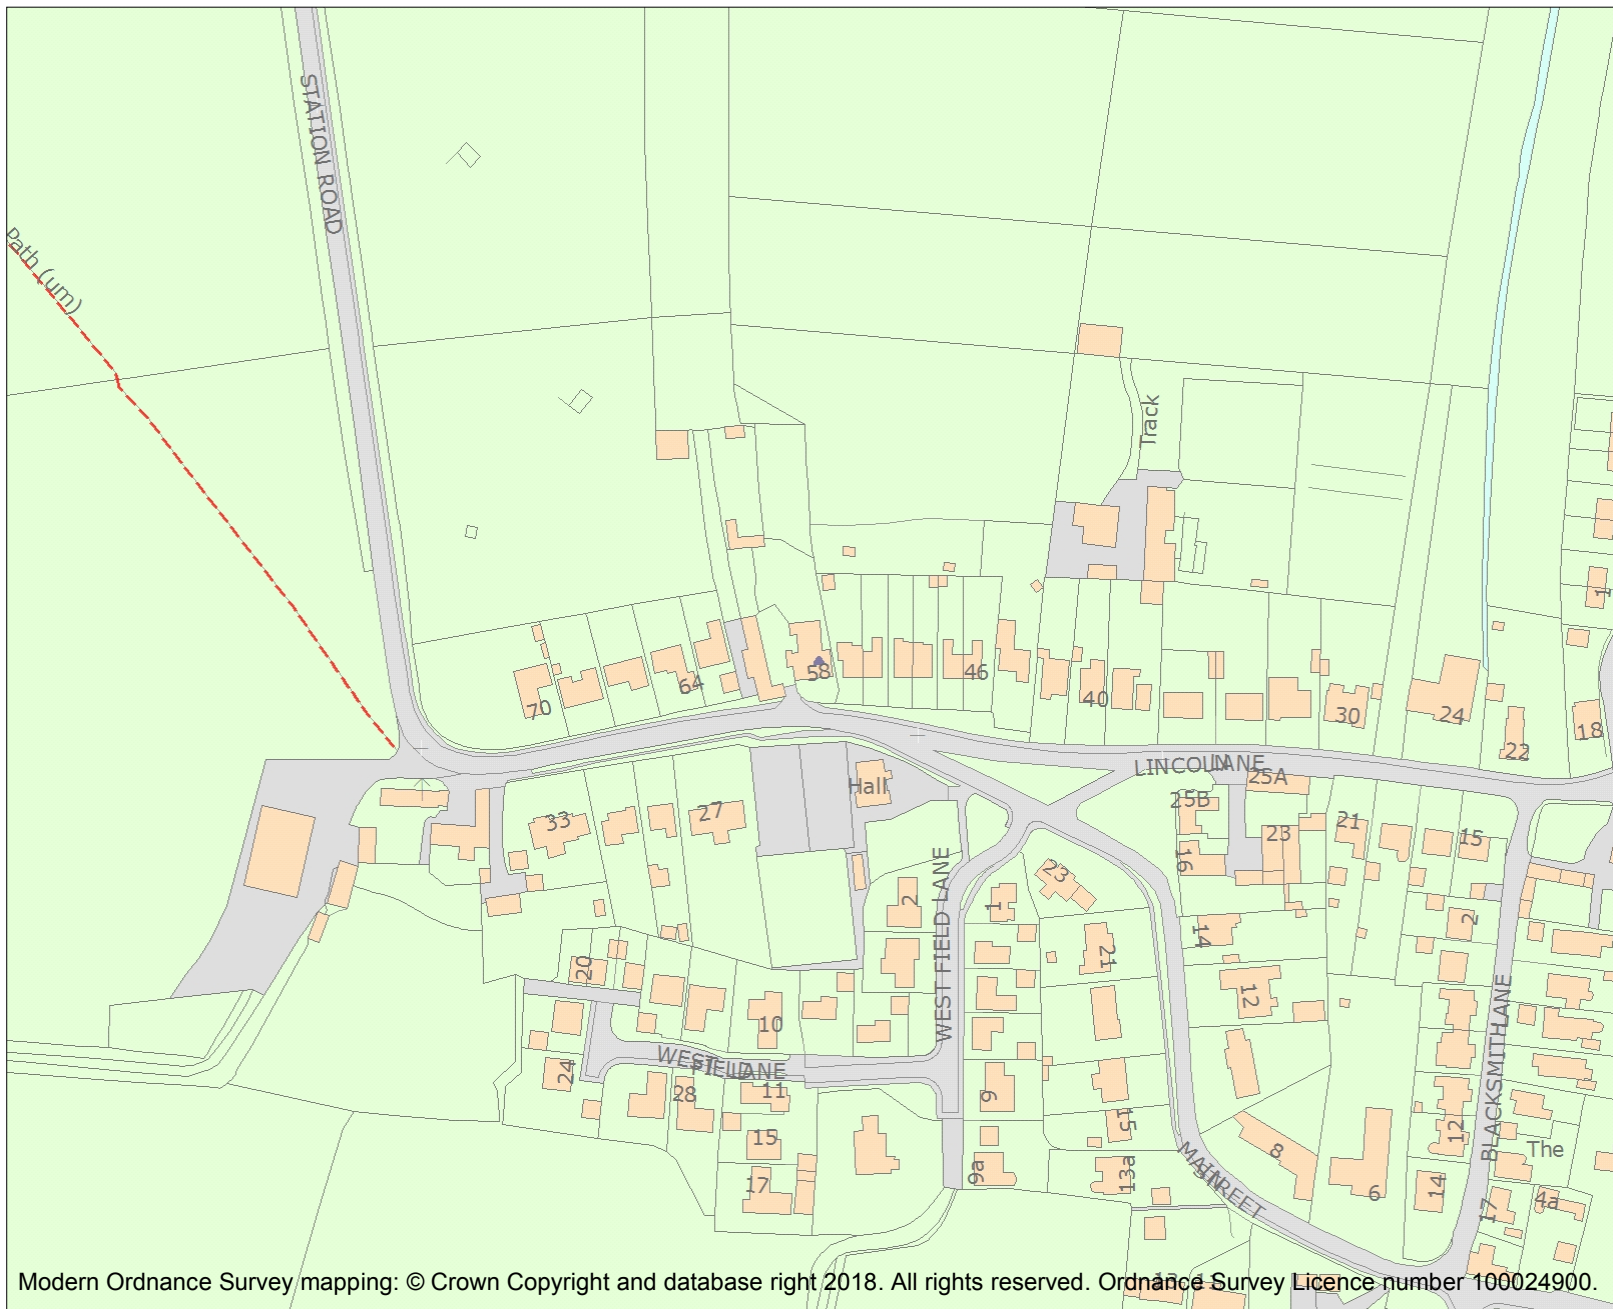 STATION ROAD
Path (um)
Track
58
46
64
70
40
30
24
22
18
1
LINCOLN LANE
25A
25B
Hall
33
27
23
21
15
16
23
WEST FIELD LANE
2
1
2
14
21
20
12
10
WEST FIELD LANE
24
28
11
9
15
15
12
BLACKSMITH LANE
The
8
13a
9a
17
MAIN STREET
6
14
17
4a
Modern Ordnance Survey mapping: © Crown Copyright and database right 2018. All rights reserved. Ordnance Survey Licence number 100024900.